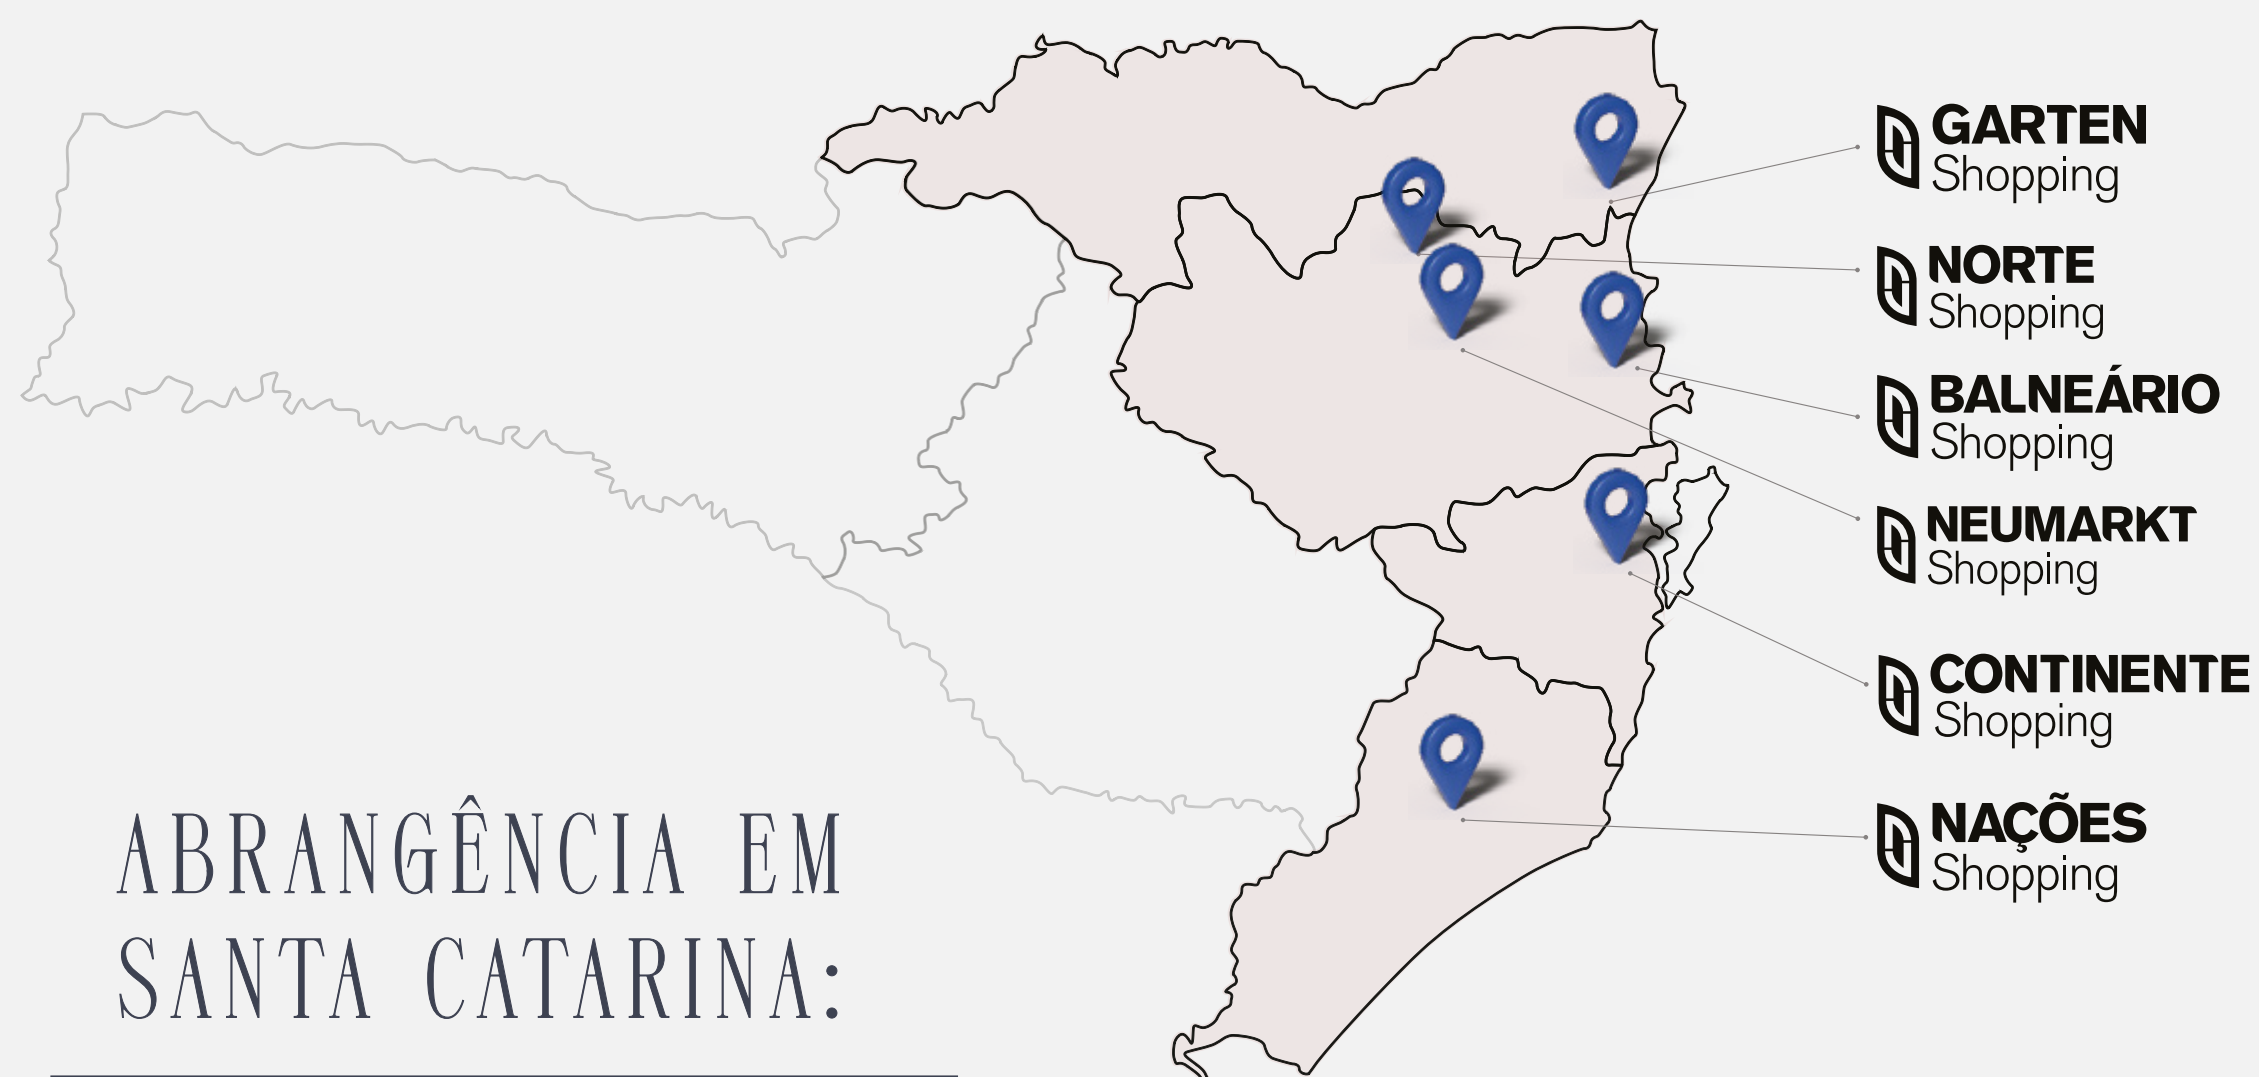 GARTEN
Shopping
NORTE
Shopping
BALNEÁRIO
Shopping
NEUMARKT
Shopping
CONTINENTE
Shopping
NAÇÕES
Shopping
ABRANGÊNCIA EM
SANTA CATARINA: